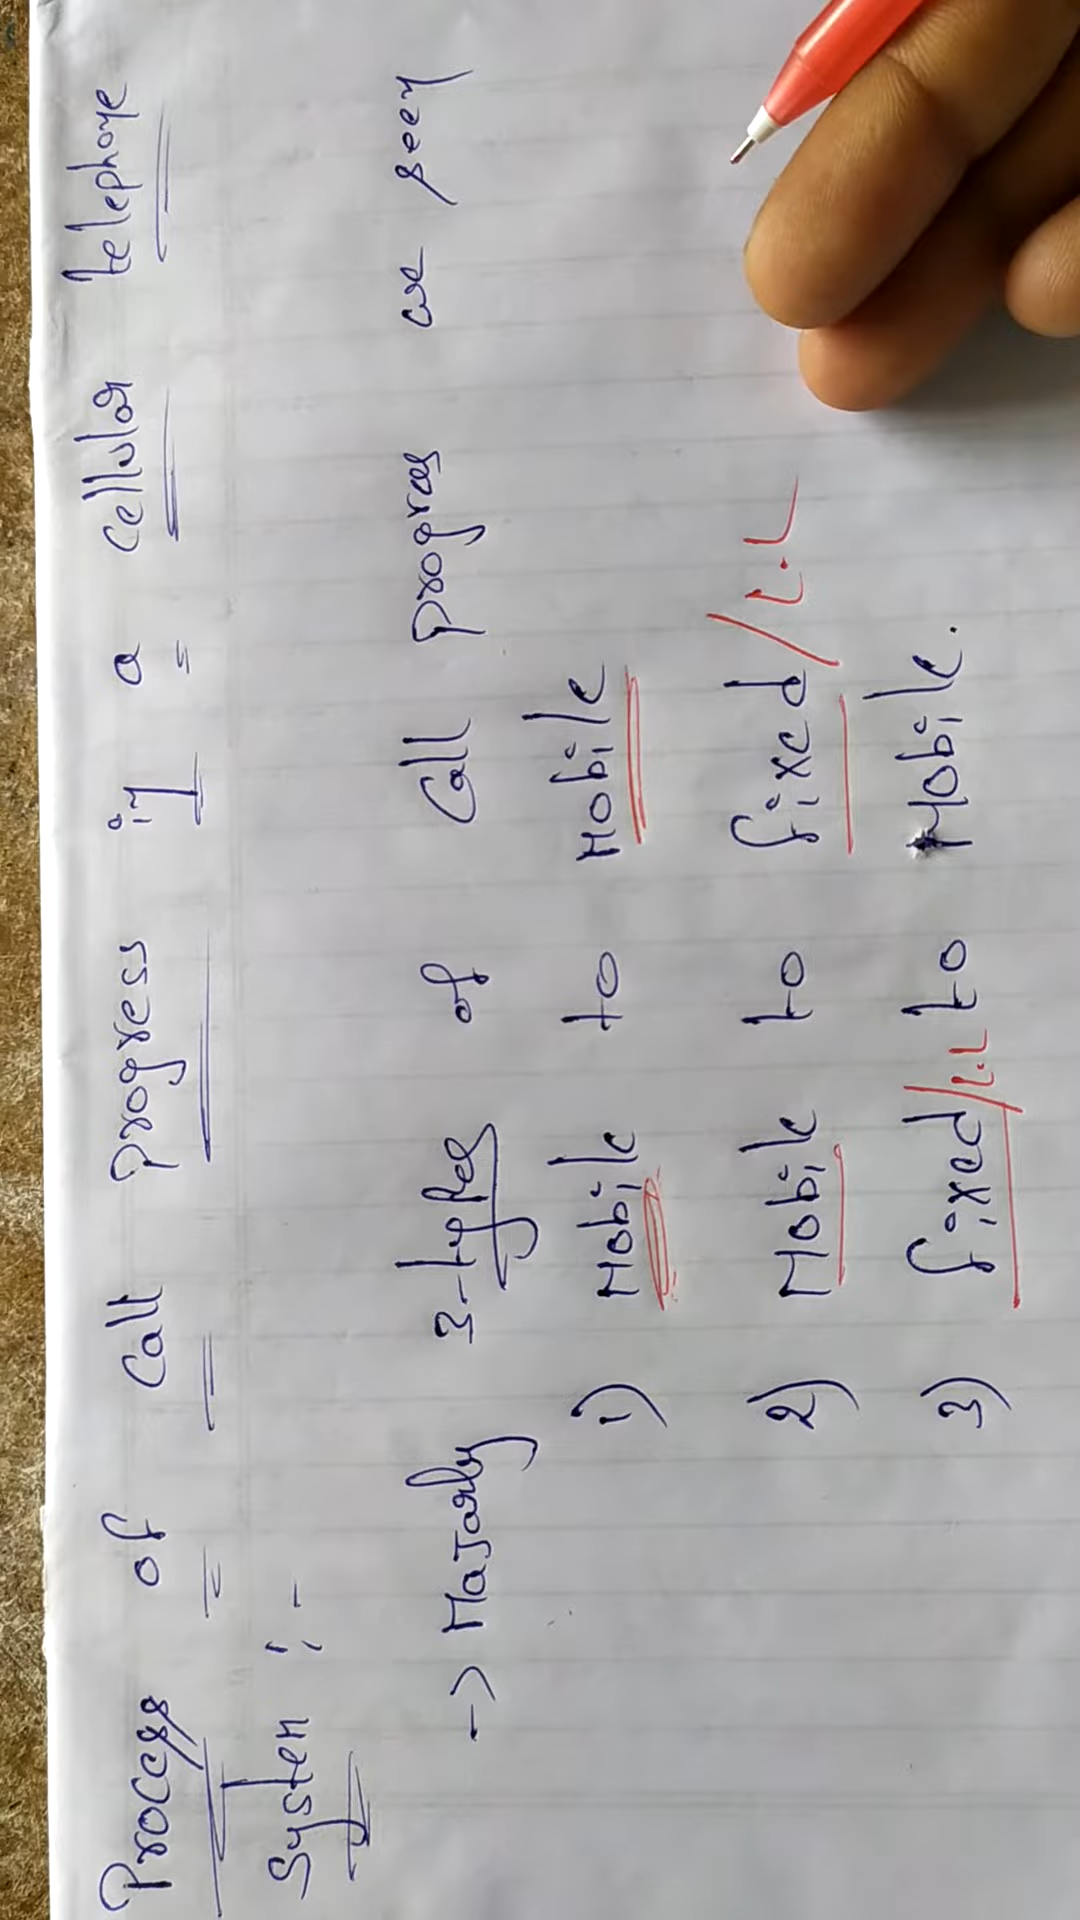 Process of Call progress in a cellular telephone
System :-
-> Majorly 3-types of Call progras we seen
1) Mobile to Mobile
2) Mobile to fixed/L.L
3) fixed/L.L to Mobile.